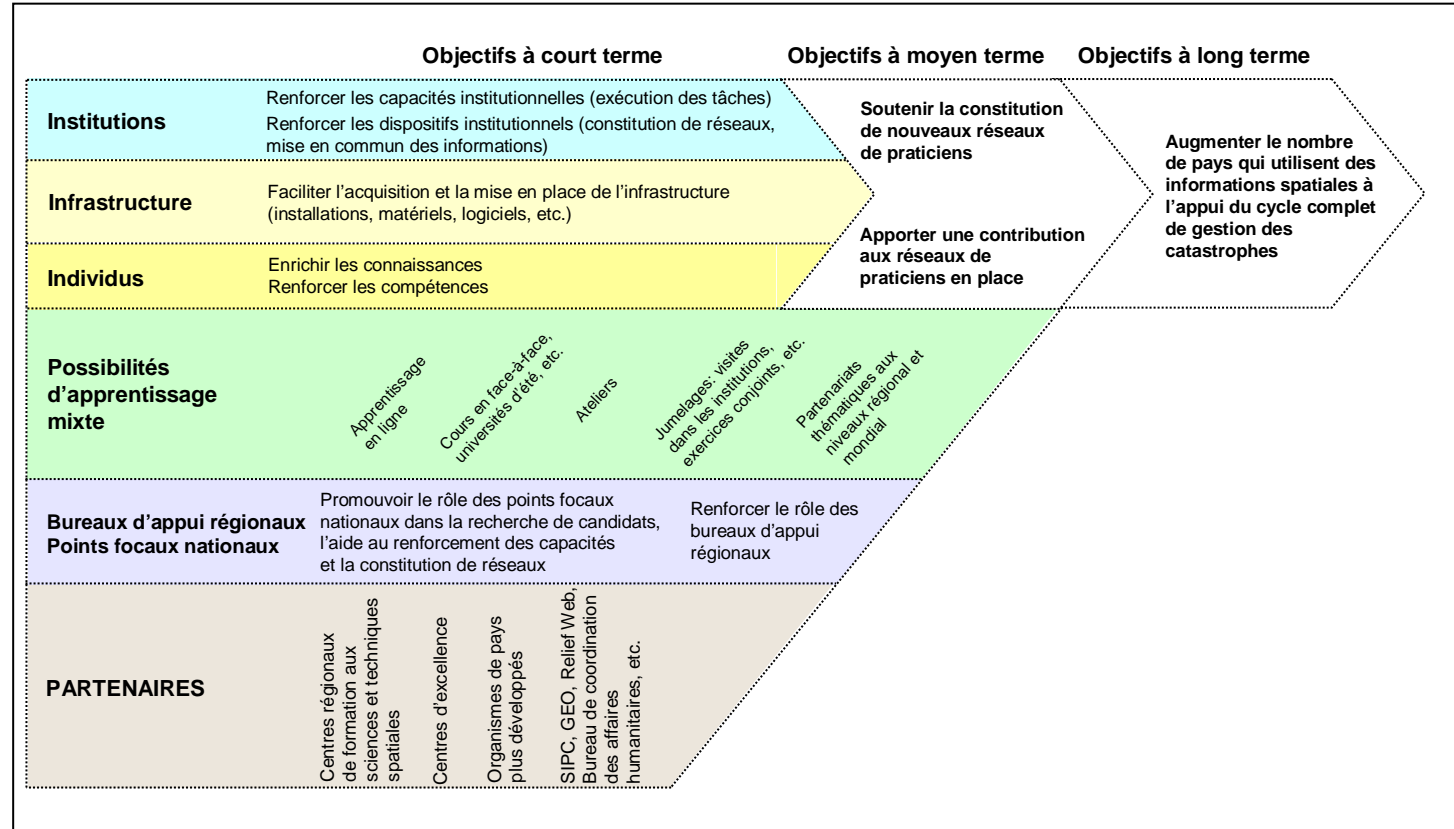 Objectifs à court terme
Objectifs à moyen terme
Objectifs à long terme
Institutions
Renforcer les capacités institutionnelles (exécution des tâches)
Renforcer les dispositifs institutionnels (constitution de réseaux,
mise en commun des informations)
Infrastructure
Faciliter l’acquisition et la mise en place de l’infrastructure
(installations, matériels, logiciels, etc.)
Individus
Enrichir les connaissances
Renforcer les compétences
Soutenir la constitution
de nouveaux réseaux
de praticiens
Apporter une contribution
aux réseaux de
praticiens en place
Augmenter le nombre
de pays qui utilisent des
informations spatiales à
l’appui du cycle complet
de gestion des
catastrophes
Possibilités
d’apprentissage
mixte
Apprentissage
en ligne
Cours en face-à-face,
universités d’été, etc.
Ateliers
Jumelages: visites
dans les institutions,
exercices conjoints, etc.
Partenariats
thématiques aux
niveaux régional et
mondial
Bureaux d’appui régionaux
Points focaux nationaux
Promouvoir le rôle des points focaux
nationaux dans la recherche de candidats,
l’aide au renforcement des capacités
et la constitution de réseaux
Renforcer le rôle des
bureaux d’appui
régionaux
PARTENAIRES
Centres régionaux
de formation aux
sciences et techniques
spatiales
Centres d’excellence
Organismes de pays
plus développés
SIPC, GEO, Relief Web,
Bureau de coordination
des affaires
humanitaires, etc.